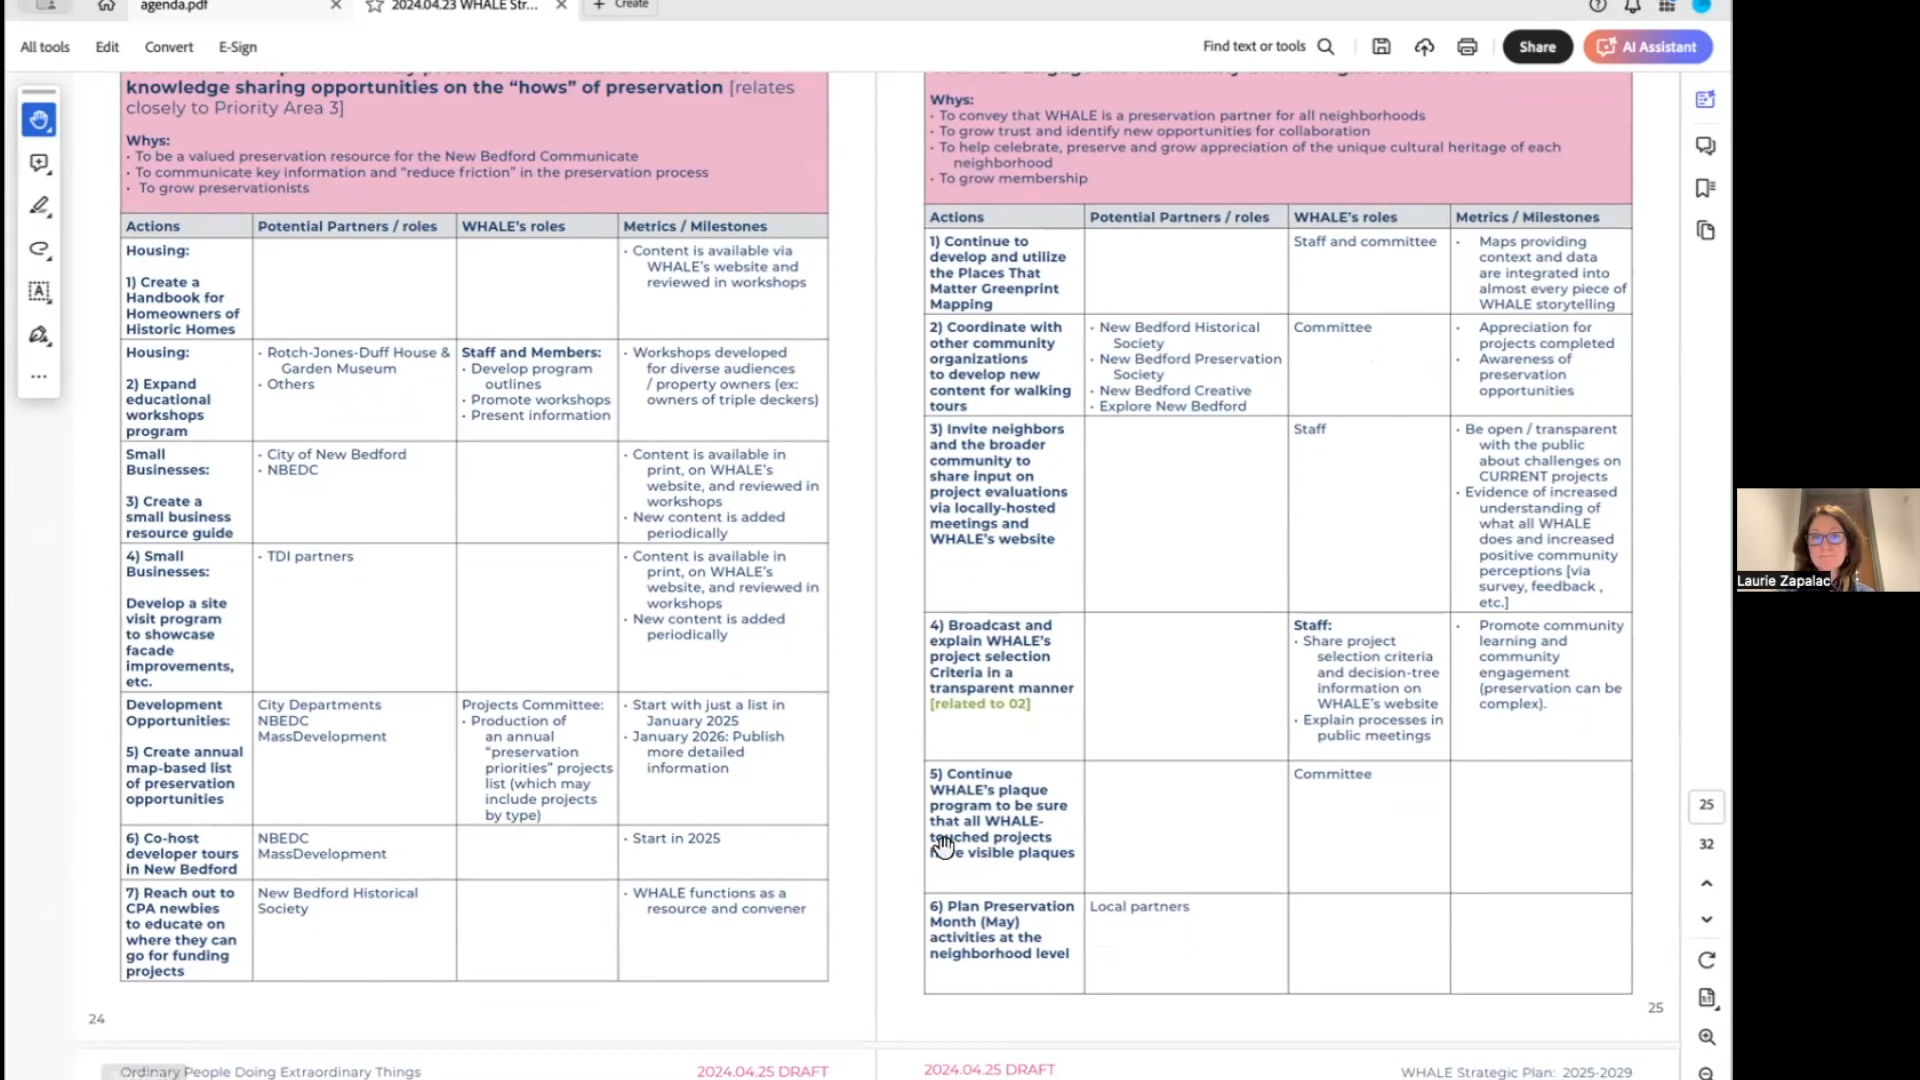 agenda.pdf
2024.04.23 WHALE Str...
Create
All tools
Edit
Convert
E-Sign
Find text or tools
Share
AI Assistant
knowledge sharing opportunities on the “hows” of preservation [relates
closely to Priority Area 3]
Whys:
· To be a valued preservation resource for the New Bedford Communicate
· To communicate key information and “reduce friction” in the preservation process
· To grow preservationists
Actions
Potential Partners / roles
WHALE’s roles
Metrics / Milestones
Housing:
1) Create a
Handbook for
Homeowners of
Historic Homes
· Content is available via
WHALE’s website and
reviewed in workshops
Housing:
2) Expand
educational
workshops
program
· Rotch-Jones-Duff House &
Garden Museum
· Others
Staff and Members:
· Develop program
outlines
· Promote workshops
· Present information
· Workshops developed
for diverse audiences
/ property owners (ex:
owners of triple deckers)
Small
Businesses:
3) Create a
small business
resource guide
· City of New Bedford
· NBEDC
· Content is available in
print, on WHALE’s
website, and reviewed in
workshops
· New content is added
periodically
4) Small
Businesses:
Develop a site
visit program
to showcase
facade
improvements,
etc.
· TDI partners
· Content is available in
print, on WHALE’s
website, and reviewed in
workshops
· New content is added
periodically
Development
Opportunities:
5) Create annual
map-based list
of preservation
opportunities
City Departments
NBEDC
MassDevelopment
Projects Committee:
· Production of
an annual
“preservation
priorities” projects
list (which may
include projects
by type)
· Start with just a list in
January 2025
· January 2026: Publish
more detailed
information
6) Co-host
developer tours
in New Bedford
NBEDC
MassDevelopment
· Start in 2025
7) Reach out to
CPA newbies
to educate on
where they can
go for funding
projects
New Bedford Historical
Society
· WHALE functions as a
resource and convener
24
Ordinary People Doing Extraordinary Things
2024.04.25 DRAFT
Whys:
· To convey that WHALE is a preservation partner for all neighborhoods
· To grow trust and identify new opportunities for collaboration
· To help celebrate, preserve and grow appreciation of the unique cultural heritage of each
neighborhood
· To grow membership
Actions
Potential Partners / roles
WHALE’s roles
Metrics / Milestones
1) Continue to
develop and utilize
the Places That
Matter Greenprint
Mapping
Staff and committee
· Maps providing
context and data
are integrated into
almost every piece of
WHALE storytelling
2) Coordinate with
other community
organizations
to develop new
content for walking
tours
· New Bedford Historical
Society
· New Bedford Preservation
Society
· New Bedford Creative
· Explore New Bedford
Committee
· Appreciation for
projects completed
· Awareness of
preservation
opportunities
3) Invite neighbors
and the broader
community to
share input on
project evaluations
via locally-hosted
meetings and
WHALE’s website
Staff
· Be open / transparent
with the public
about challenges on
CURRENT projects
· Evidence of increased
understanding of
what all WHALE
does and increased
positive community
perceptions [via
survey, feedback ,
etc.]
4) Broadcast and
explain WHALE’s
project selection
Criteria in a
transparent manner
[related to 02]
Staff:
· Share project
selection criteria
and decision-tree
information on
WHALE’s website
· Explain processes in
public meetings
· Promote community
learning and
community
engagement
(preservation can be
complex).
5) Continue
WHALE’s plaque
program to be sure
that all WHALE-
touched projects
have visible plaques
Committee
6) Plan Preservation
Month (May)
activities at the
neighborhood level
Local partners
25
2024.04.25 DRAFT
WHALE Strategic Plan: 2025-2029
25
32
Laurie Zapalac